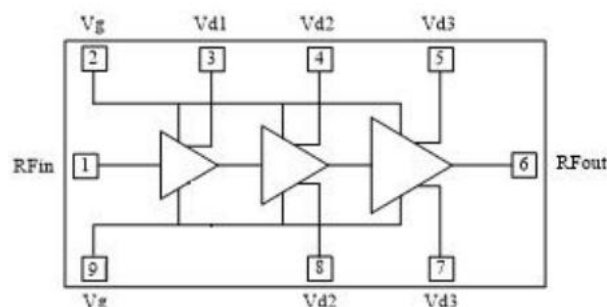 Vg Vd1 Vd2 Vd3
2 3 4 5
RFin 1 6 RFout
9 8 7
Vg Vd2 Vd3